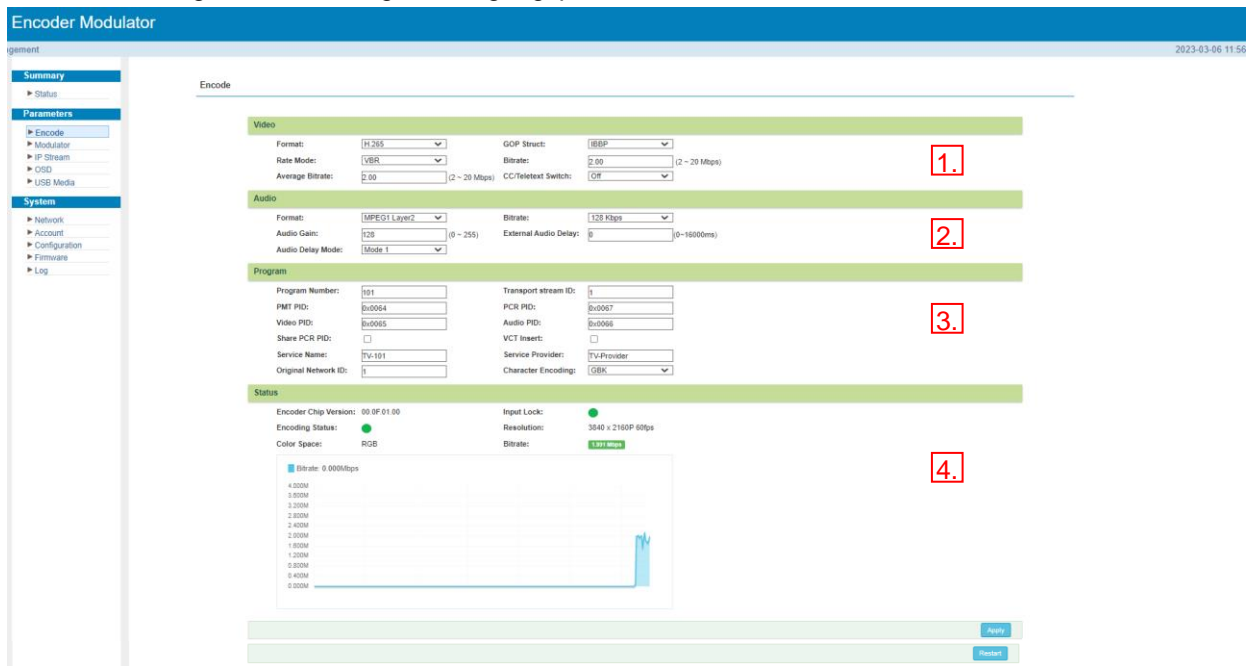 Encoder Modulator
gement 2023-03-06 11:56
Summary
Status
Parameters
Encode
Modulator
IP Stream
OSD
USB Media
System
Network
Account
Configuration
Firmware
Log
Encode
Video
Format: H.265 GOP Struct: IBBP
Rate Mode: VBR Bitrate: 2.00 (2 ~ 20 Mbps)
Average Bitrate: 2.00 (2 ~ 20 Mbps) CC/Teletext Switch: Off
1.
Audio
Format: MPEG1 Layer2 Bitrate: 128 Kbps
Audio Gain: 128 (0 ~ 255) External Audio Delay: 0 (0~16000ms)
Audio Delay Mode: Mode 1
2.
Program
Program Number: 101 Transport stream ID: 1
PMT PID: 0x0064 PCR PID: 0x0067
Video PID: 0x0065 Audio PID: 0x0066
Share PCR PID: VCT Insert:
Service Name: TV-101 Service Provider: TV-Provider
Original Network ID: 1 Character Encoding: GBK
3.
Status
Encoder Chip Version: 00.0F.01.00 Input Lock:
Encoding Status: Resolution: 3840 x 2160P 60fps
Color Space: RGB Bitrate: 1.891 Mbps
Bitrate: 0.000Mbps
4.000M
3.600M
3.200M
2.800M
2.400M
2.000M
1.600M
1.200M
0.800M
0.400M
0.000M
4.
Apply
Restart